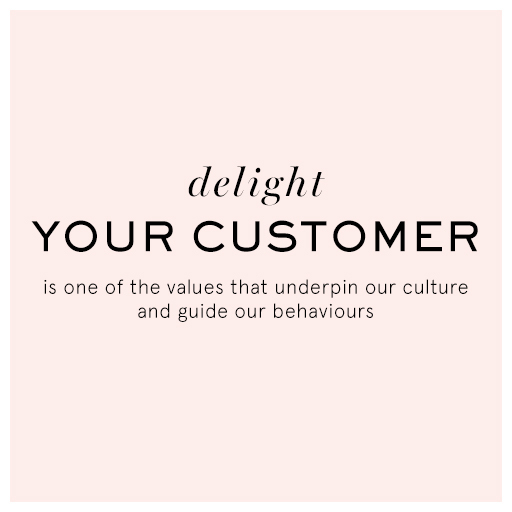 delight
YOUR CUSTOMER
is one of the values that underpin our culture
and guide our behaviours